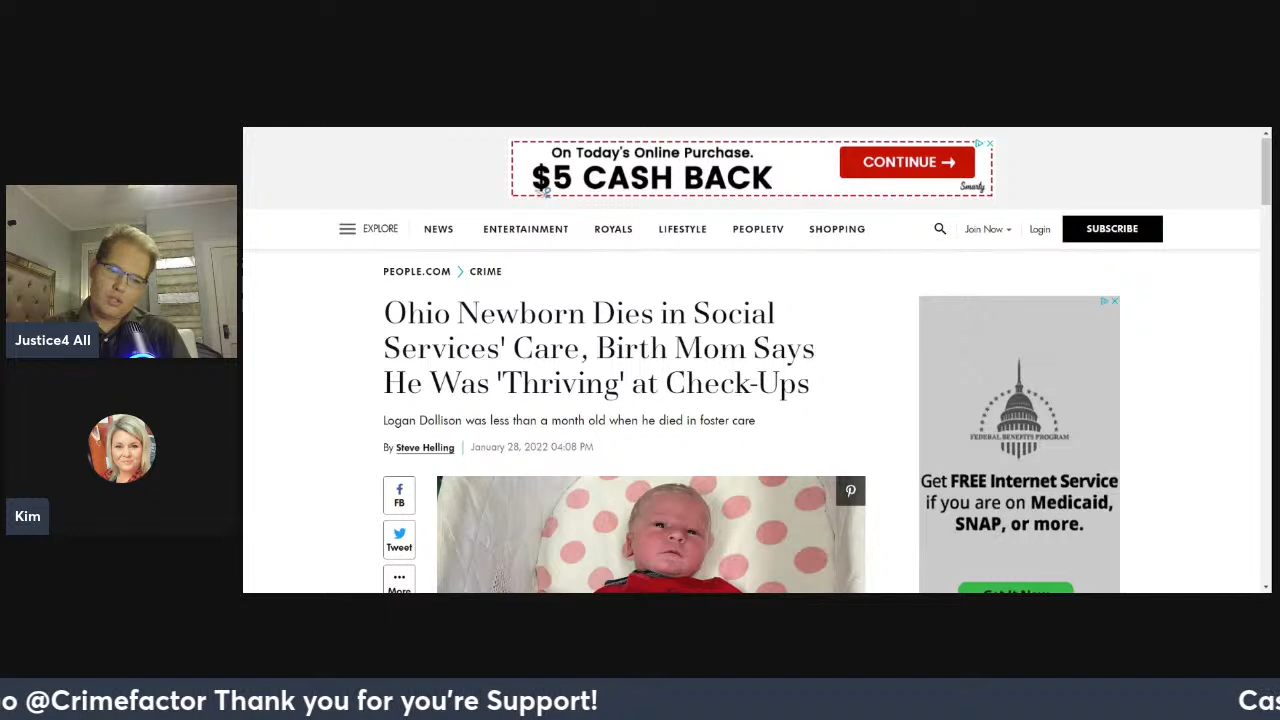 On Today's Online Purchase.
$5 CASH BACK
CONTINUE →
Smarty
EXPLORE
NEWS
ENTERTAINMENT
ROYALS
LIFESTYLE
PEOPLETV
SHOPPING
Join Now
Login
SUBSCRIBE
PEOPLE.COM > CRIME
Ohio Newborn Dies in Social
Services' Care, Birth Mom Says
He Was 'Thriving' at Check-Ups
Logan Dollison was less than a month old when he died in foster care
By Steve Helling | January 28, 2022 04:08 PM
FB
Tweet
More
FEDERAL BENEFITS PROGRAM
Get FREE Internet Service
if you are on Medicaid,
SNAP, or more.
Get It Now
Justice4 All
Kim
o @Crimefactor Thank you for you're Support!
Cas